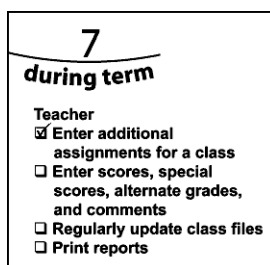 7
during term
Teacher
☑ Enter additional
assignments for a class
☐ Enter scores, special
scores, alternate grades,
and comments
☐ Regularly update class files
☐ Print reports